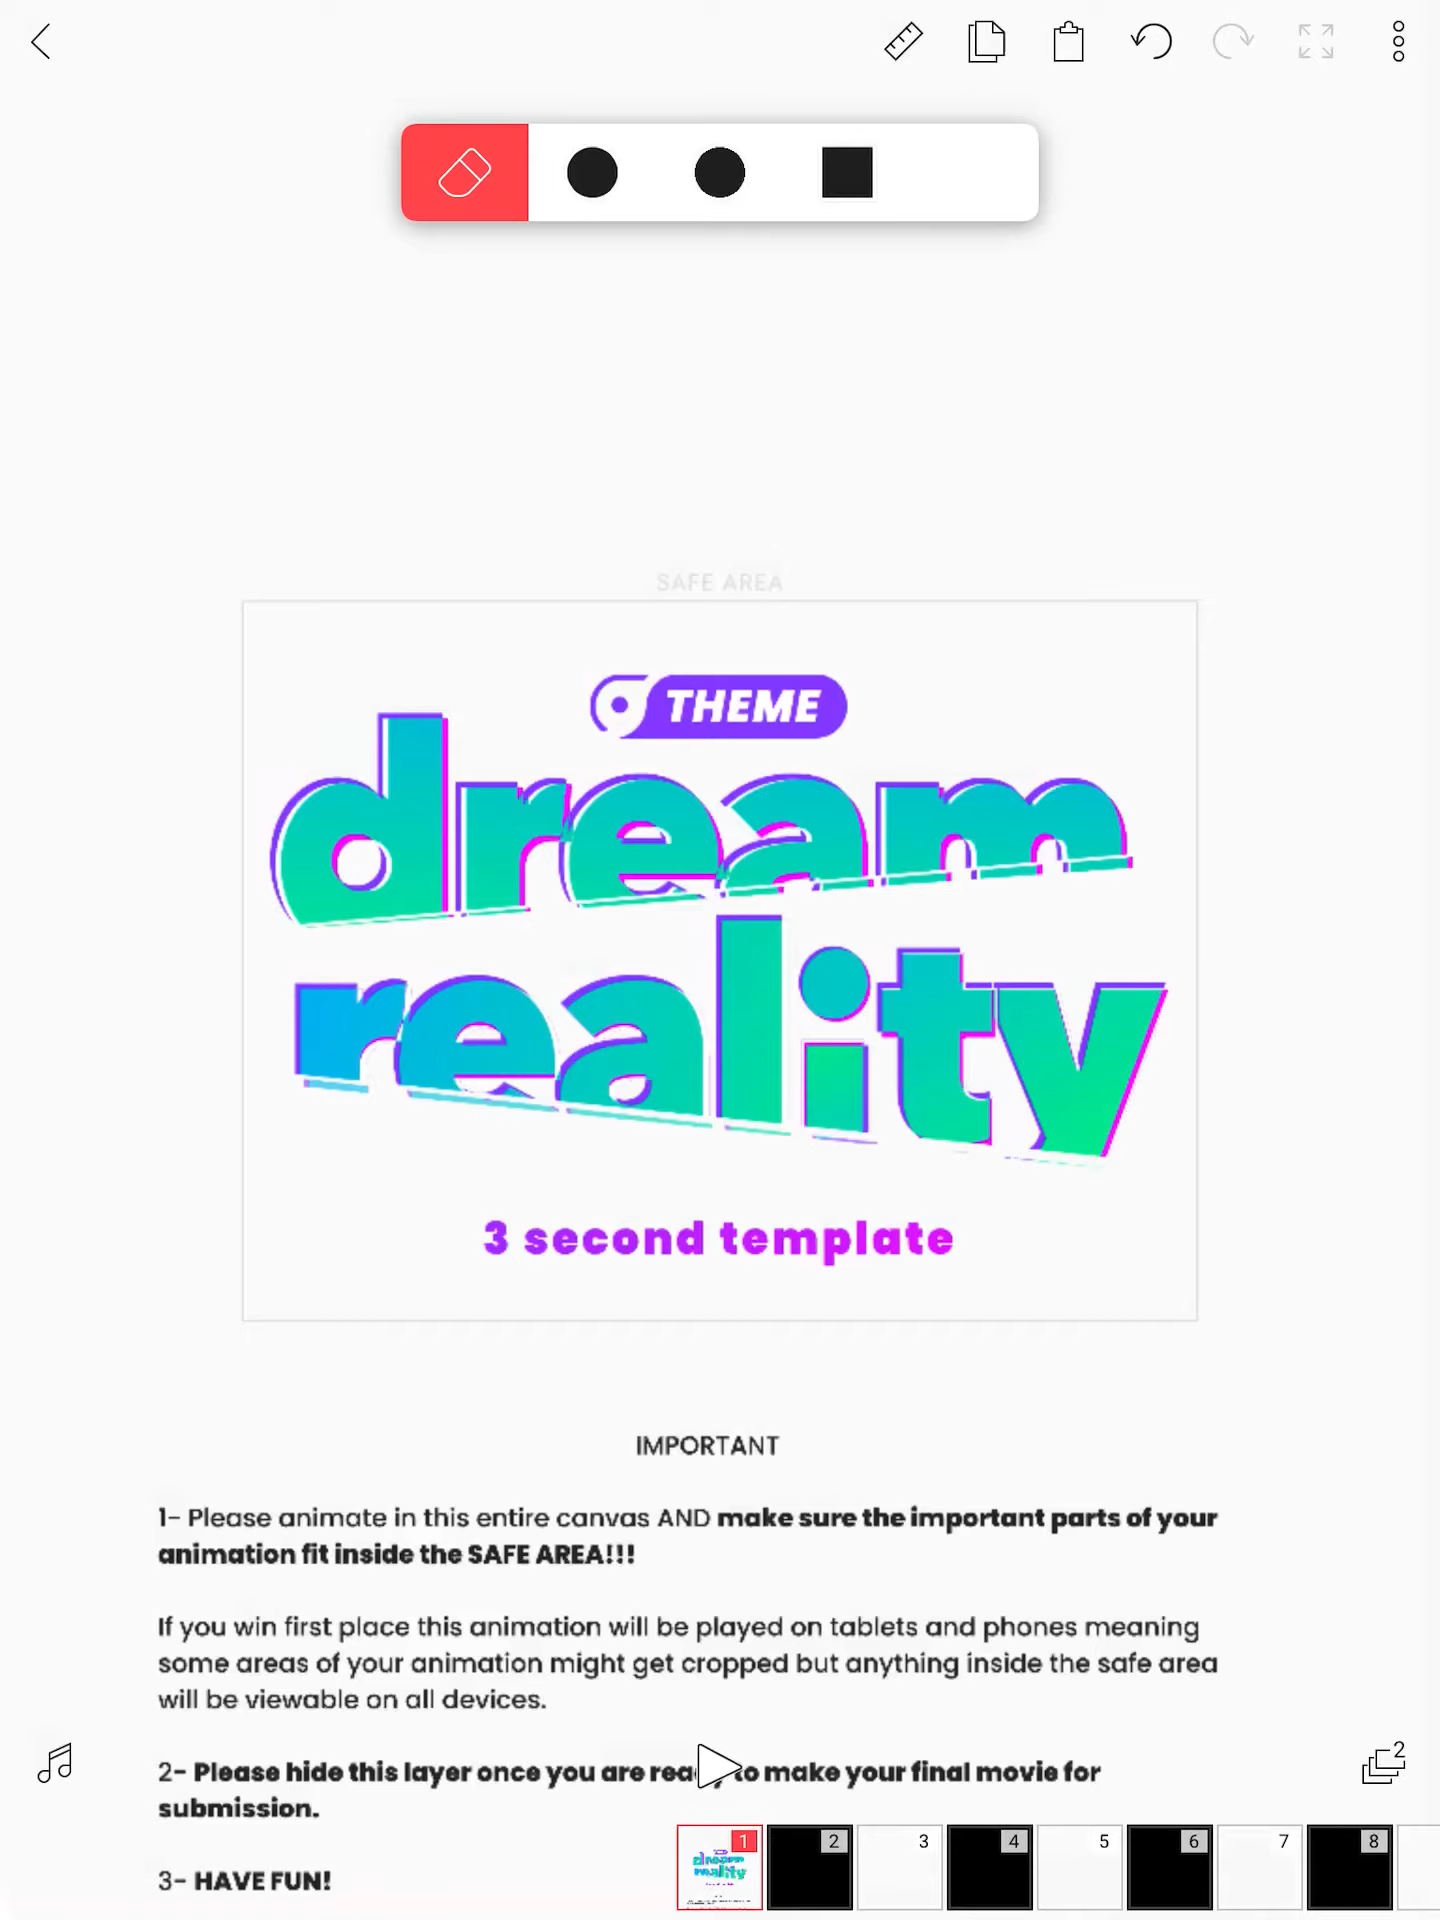 SAFE AREA
THEME
dream
reality
3 second template
IMPORTANT
1- Please animate in this entire canvas AND make sure the important parts of your
animation fit inside the SAFE AREA!!!
If you win first place this animation will be played on tablets and phones meaning
some areas of your animation might get cropped but anything inside the safe area
will be viewable on all devices.
2- Please hide this layer once you are to make your final movie for
submission.
3- HAVE FUN!
2
1 2 3 4 5 6 7 8